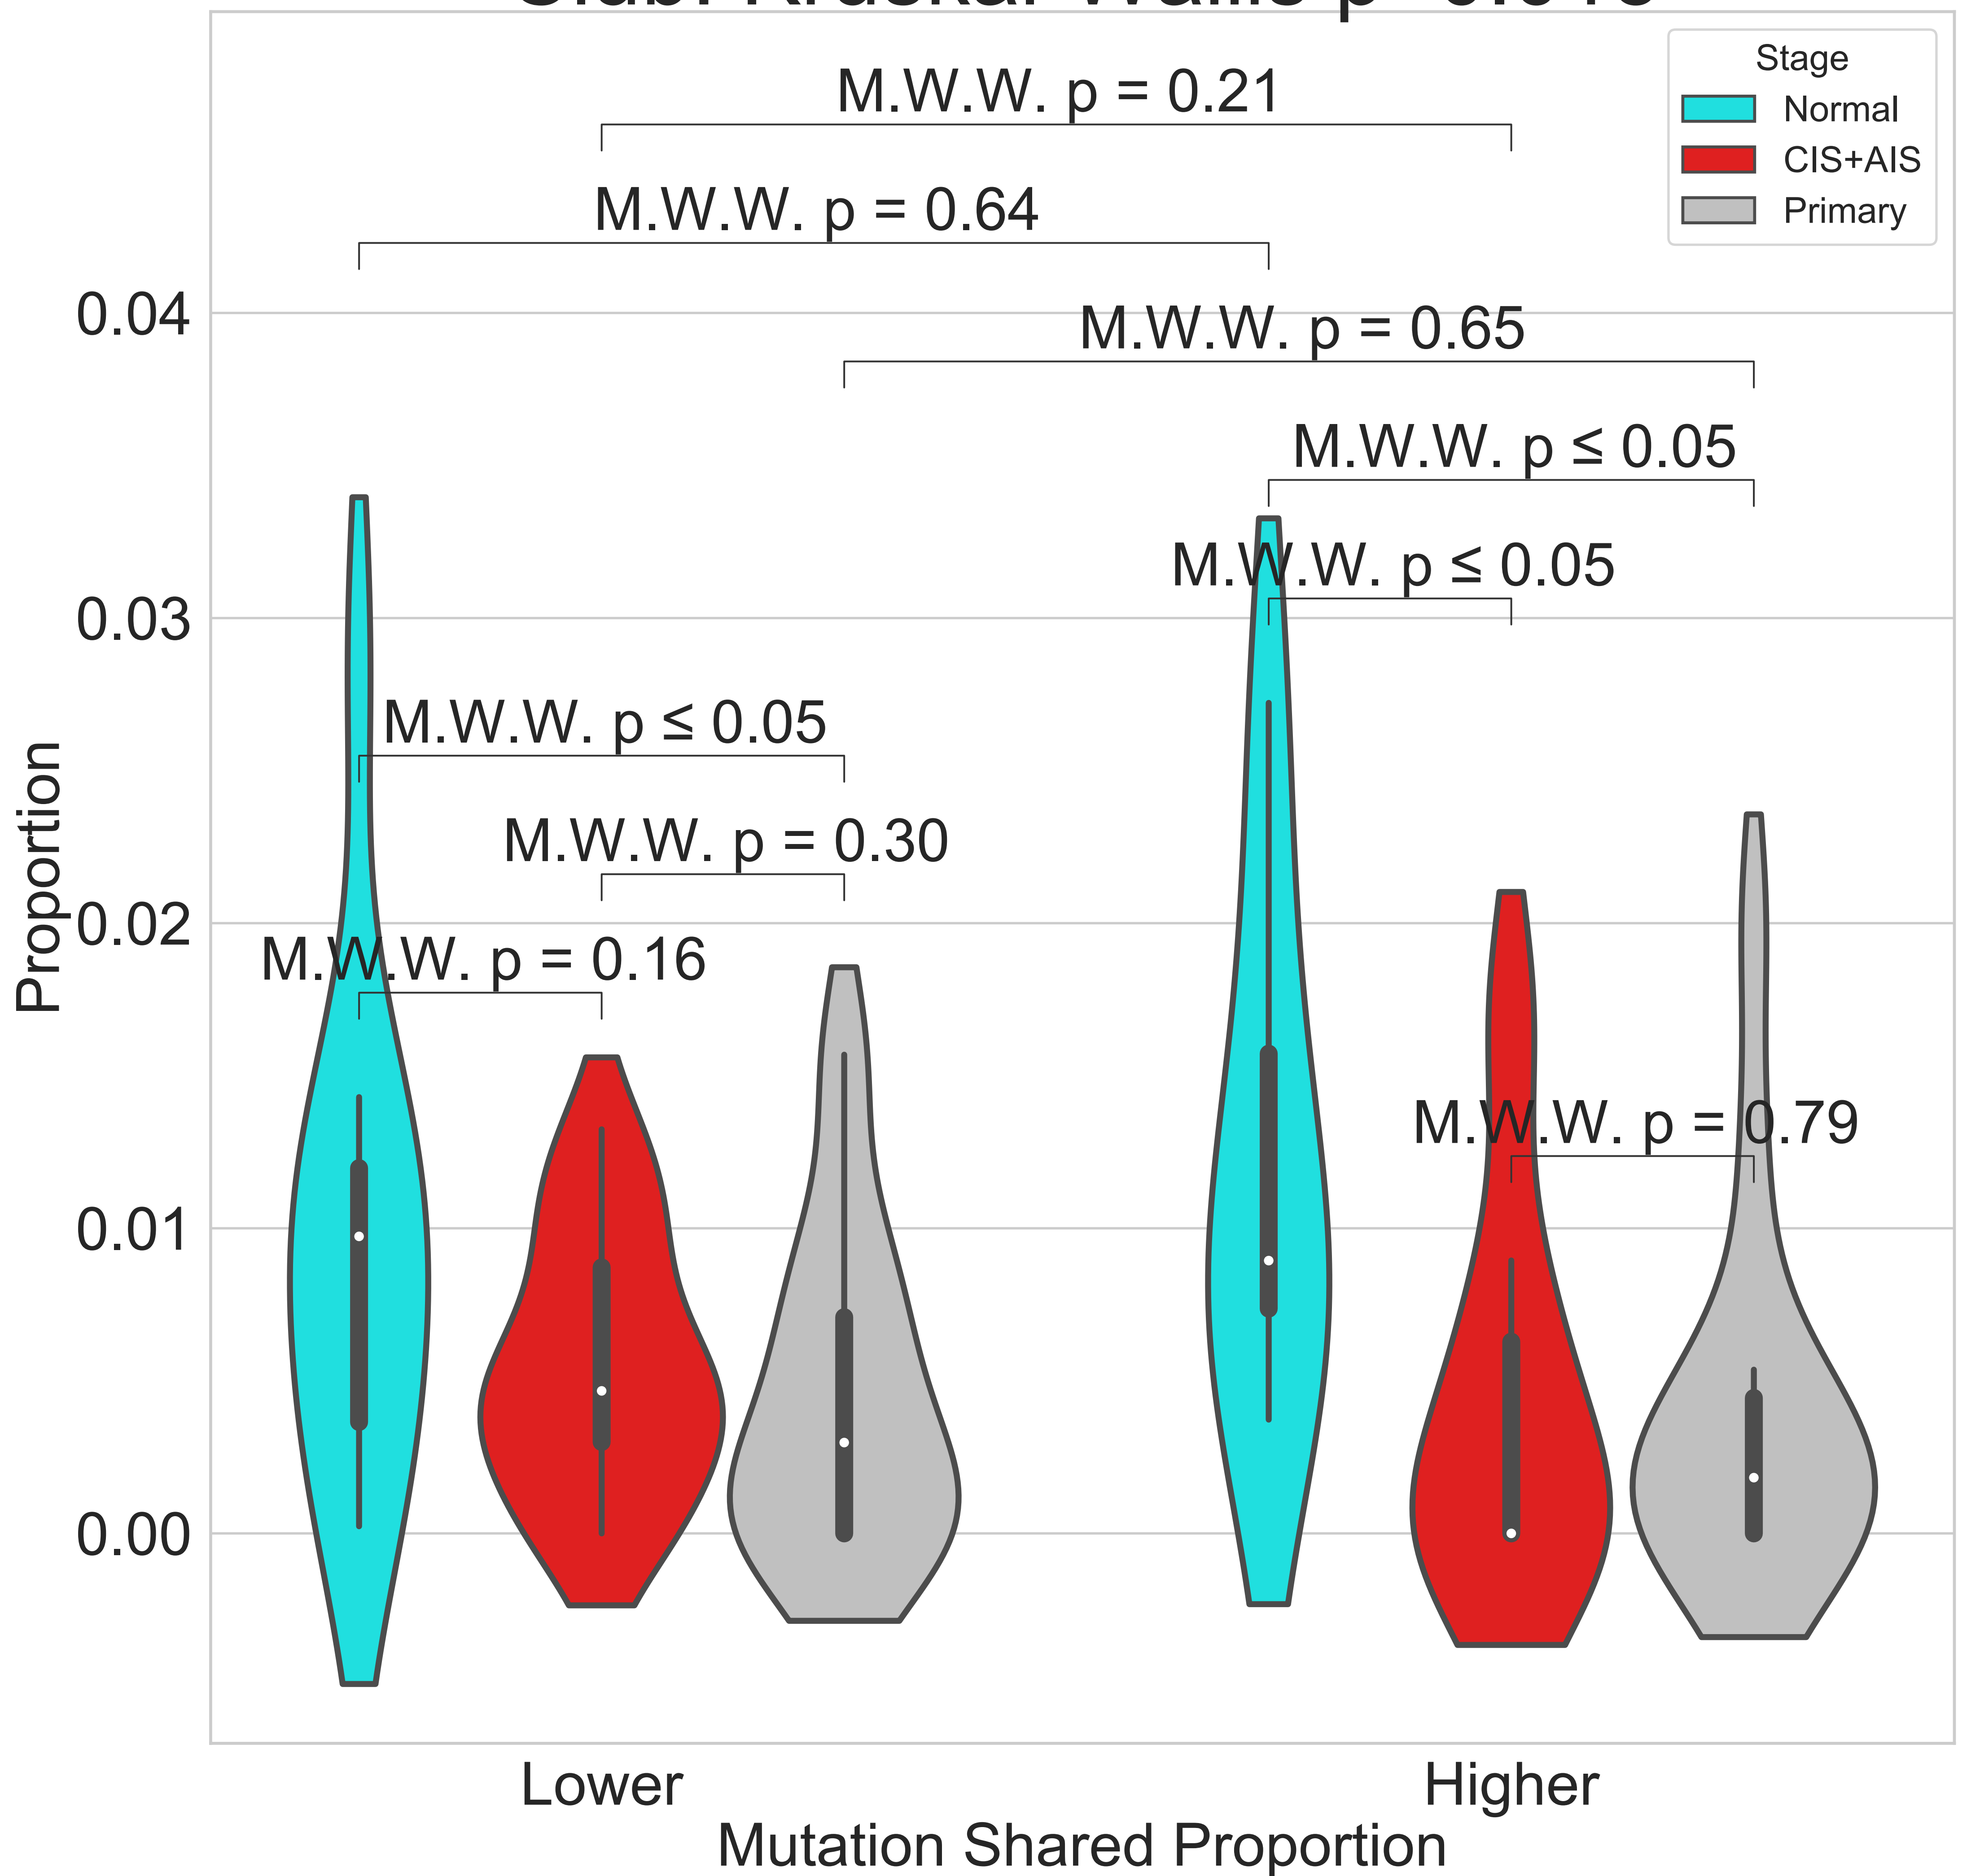 Stage
Normal
CIS+AIS
Primary
M.W.W. p = 0.21
M.W.W. p = 0.64
M.W.W. p = 0.65
M.W.W. p ≤ 0.05
M.W.W. p ≤ 0.05
M.W.W. p ≤ 0.05
M.W.W. p = 0.30
M.W.W. p = 0.16
M.W.W. p = 0.79
0.04
0.03
0.02
0.01
0.00
Proportion
Lower
Higher
Mutation Shared Proportion